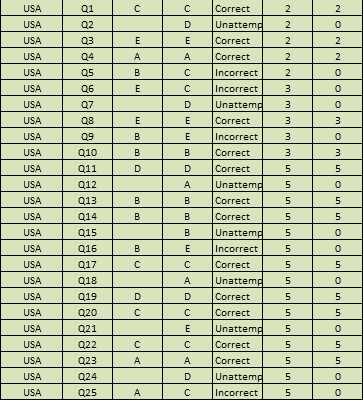 USA Q1 C C Correct 2 2
USA Q2 D Unattemp 2 0
USA Q3 E E Correct 2 2
USA Q4 A A Correct 2 2
USA Q5 B C Incorrect 2 0
USA Q6 E C Incorrect 3 0
USA Q7 D Unattemp 3 0
USA Q8 E E Correct 3 3
USA Q9 B E Incorrect 3 0
USA Q10 B B Correct 3 3
USA Q11 D D Correct 5 5
USA Q12 A Unattemp 5 0
USA Q13 B B Correct 5 5
USA Q14 B B Correct 5 5
USA Q15 B Unattemp 5 0
USA Q16 B E Incorrect 5 0
USA Q17 C C Correct 5 5
USA Q18 A Unattemp 5 0
USA Q19 D D Correct 5 5
USA Q20 C C Correct 5 5
USA Q21 E Unattemp 5 0
USA Q22 C C Correct 5 5
USA Q23 A A Correct 5 5
USA Q24 D Unattemp 5 0
USA Q25 A C Incorrect 5 0